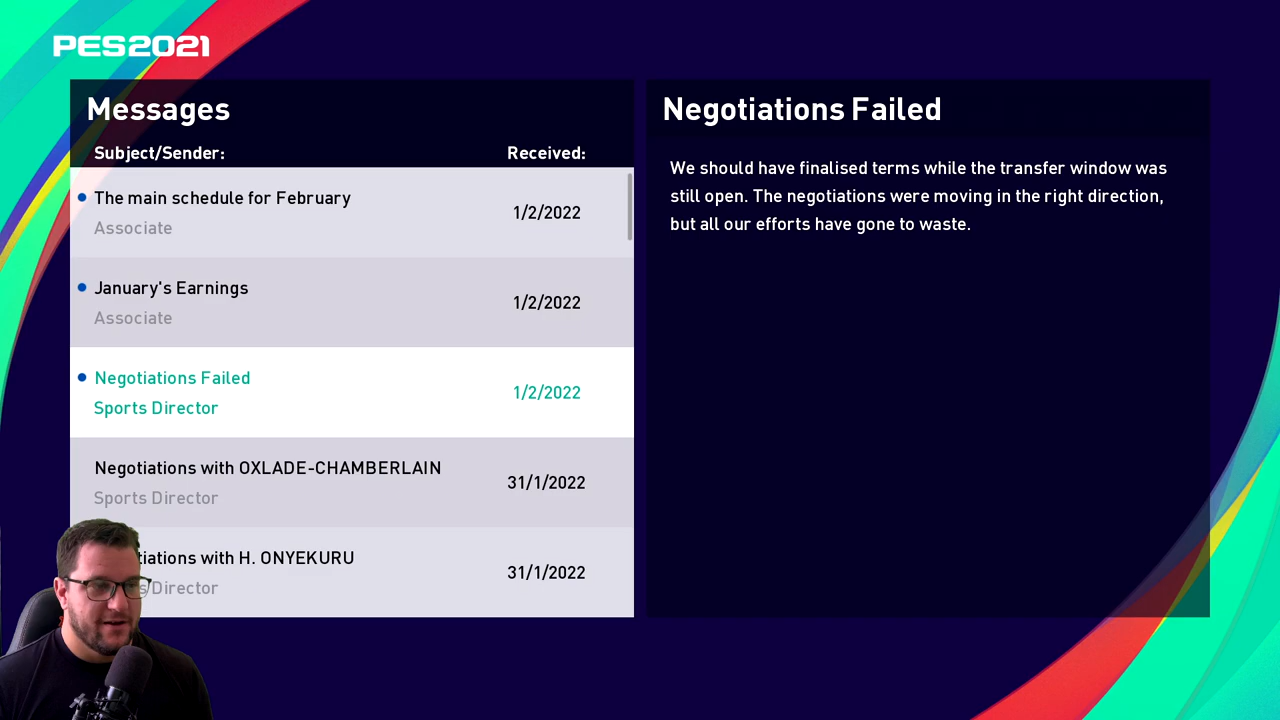 PES2021
Messages
Subject/Sender:
Received:
The main schedule for February
Associate
1/2/2022
January's Earnings
Associate
1/2/2022
Negotiations Failed
Sports Director
1/2/2022
Negotiations with OXLADE-CHAMBERLAIN
Sports Director
31/1/2022
tiations with H. ONYEKURU
s Director
31/1/2022
Negotiations Failed
We should have finalised terms while the transfer window was
still open. The negotiations were moving in the right direction,
but all our efforts have gone to waste.